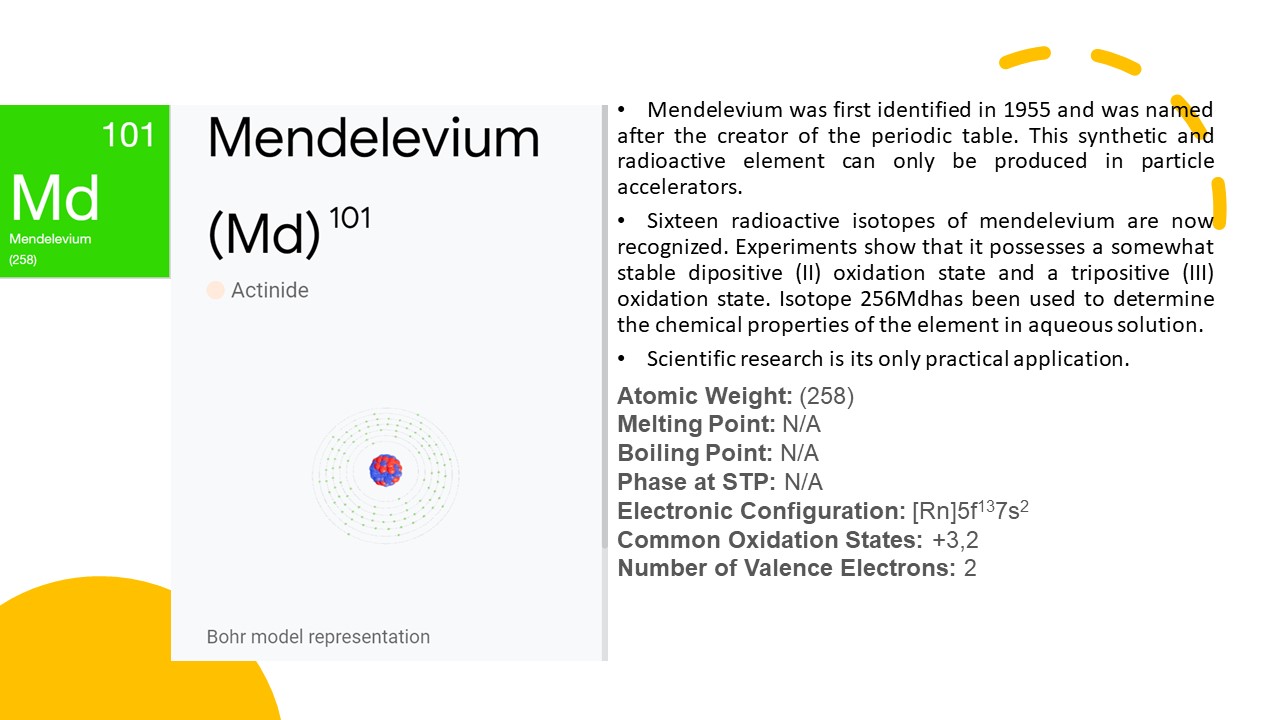 101
Md
Mendelevium
(258)
Mendelevium
(Md)¹⁰¹
Actinide
Bohr model representation
• Mendelevium was first identified in 1955 and was named
after the creator of the periodic table. This synthetic and
radioactive element can only be produced in particle
accelerators.
• Sixteen radioactive isotopes of mendelevium are now
recognized. Experiments show that it possesses a somewhat
stable dipositive (II) oxidation state and a tripositive (III)
oxidation state. Isotope 256Mdhas been used to determine
the chemical properties of the element in aqueous solution.
• Scientific research is its only practical application.
Atomic Weight: (258)
Melting Point: N/A
Boiling Point: N/A
Phase at STP: N/A
Electronic Configuration: [Rn]5f¹³7s²
Common Oxidation States: +3,2
Number of Valence Electrons: 2